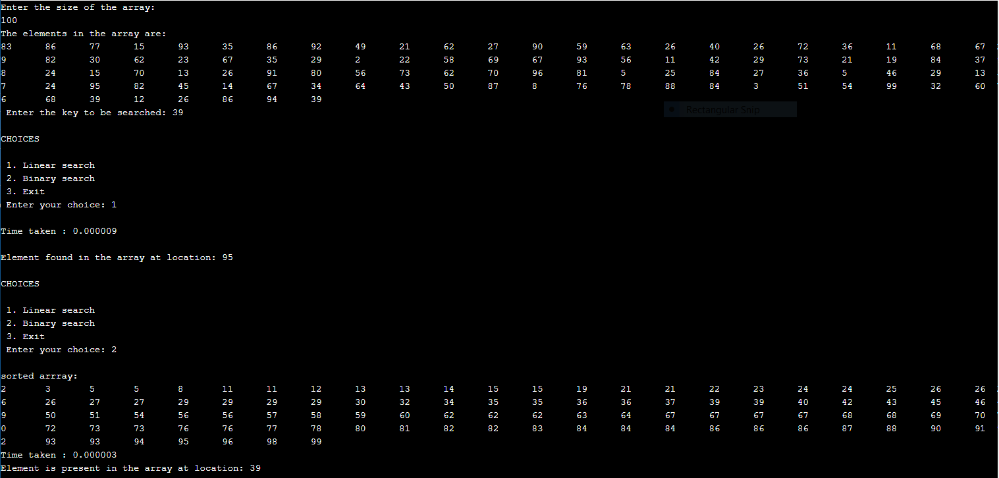 Enter the size of the array:
100
The elements in the array are:
83 86 77 15 93 35 86 92 49 21 62 27 90 59 63 26 40 26 72 36 11 68 67
9 82 30 62 23 67 35 29 2 22 58 69 67 93 56 11 42 29 73 21 19 84 37
8 24 15 70 13 26 91 80 56 73 62 70 96 81 5 25 84 27 36 5 46 29 13
7 24 95 82 45 14 67 34 64 43 50 87 8 76 78 88 84 3 51 54 99 32 60
6 68 39 12 26 86 94 39
Enter the key to be searched: 39
Rectangular Snip
CHOICES
1. Linear search
2. Binary search
3. Exit
Enter your choice: 1
Time taken : 0.000009
Element found in the array at location: 95
CHOICES
1. Linear search
2. Binary search
3. Exit
Enter your choice: 2
sorted arrray:
2 3 5 5 8 11 11 12 13 13 14 15 15 19 21 21 22 23 24 24 25 26 26
6 26 27 27 29 29 29 29 30 32 34 35 35 36 36 37 39 39 40 42 43 45 46
9 50 51 54 56 56 57 58 59 60 62 62 62 63 64 67 67 67 67 68 68 69 70
0 72 73 73 76 76 77 78 80 81 82 82 83 84 84 84 86 86 86 87 88 90 91
2 93 93 94 95 96 98 99
Time taken : 0.000003
Element is present in the array at location: 39